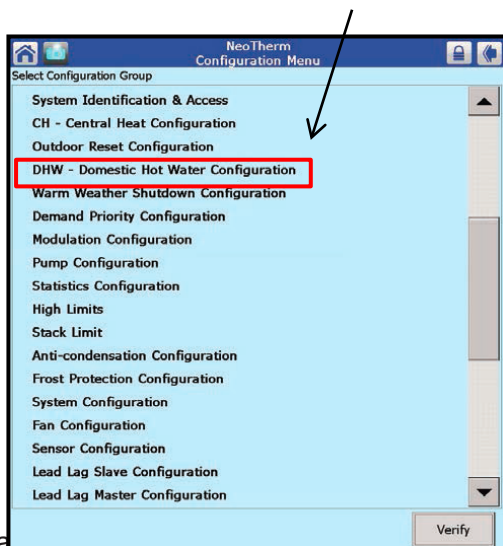 NeoTherm
Configuration Menu
Select Configuration Group
System Identification & Access
CH - Central Heat Configuration
Outdoor Reset Configuration
DHW - Domestic Hot Water Configuration
Warm Weather Shutdown Configuration
Demand Priority Configuration
Modulation Configuration
Pump Configuration
Statistics Configuration
High Limits
Stack Limit
Anti-condensation Configuration
Frost Protection Configuration
System Configuration
Fan Configuration
Sensor Configuration
Lead Lag Slave Configuration
Lead Lag Master Configuration
Verify